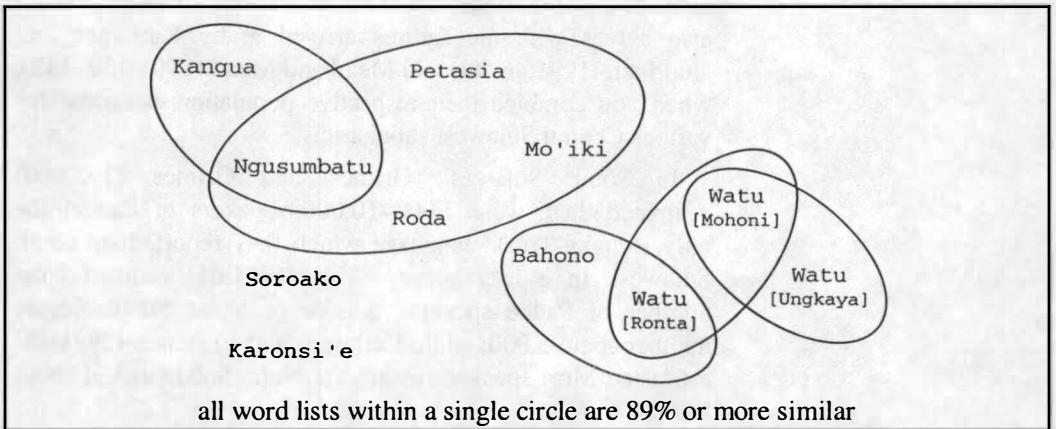 Kangua
Petasia
Mo'iki
Ngusumbatu
Watu
[Mohoni]
Roda
Bahono
Watu
[Ungkaya]
Soroako
Watu
[Ronta]
Karonsi'e
all word lists within a single circle are 89% or more similar